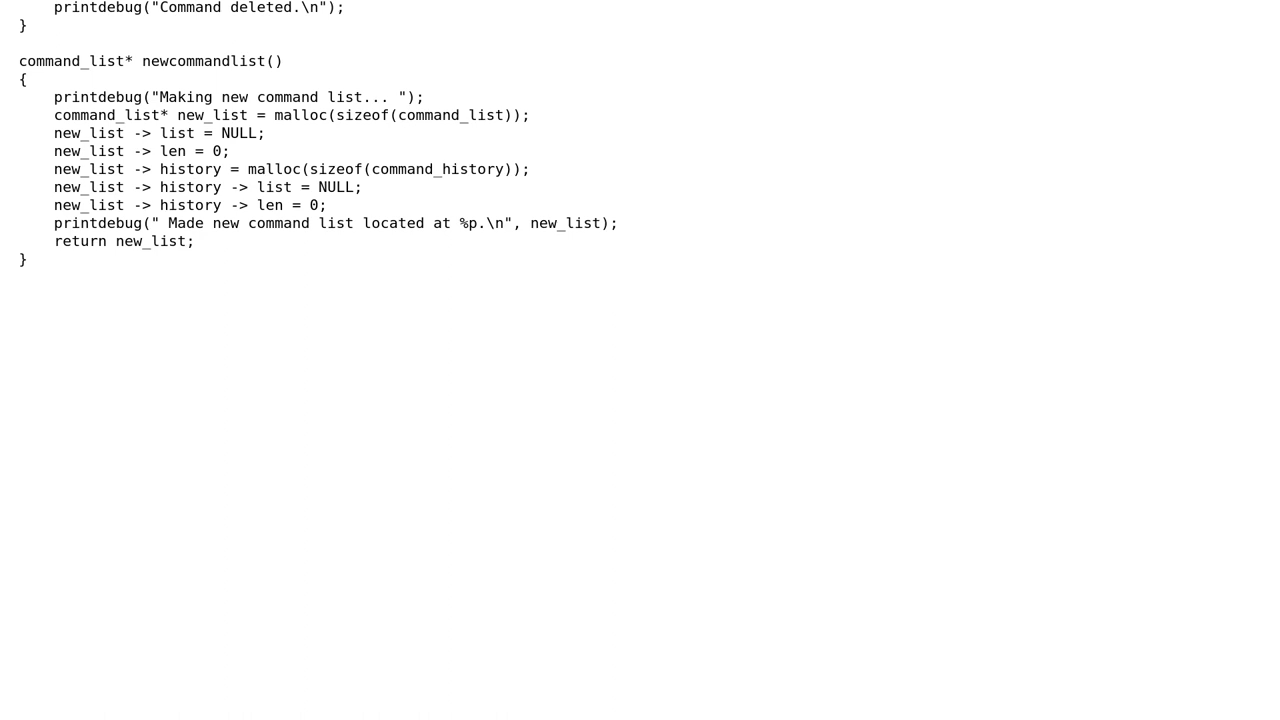 printdebug("Command deleted.\n");
}

command_list* newcommandlist()
{
    printdebug("Making new command list... ");
    command_list* new_list = malloc(sizeof(command_list));
    new_list -> list = NULL;
    new_list -> len = 0;
    new_list -> history = malloc(sizeof(command_history));
    new_list -> history -> list = NULL;
    new_list -> history -> len = 0;
    printdebug(" Made new command list located at %p.\n", new_list);
    return new_list;
}